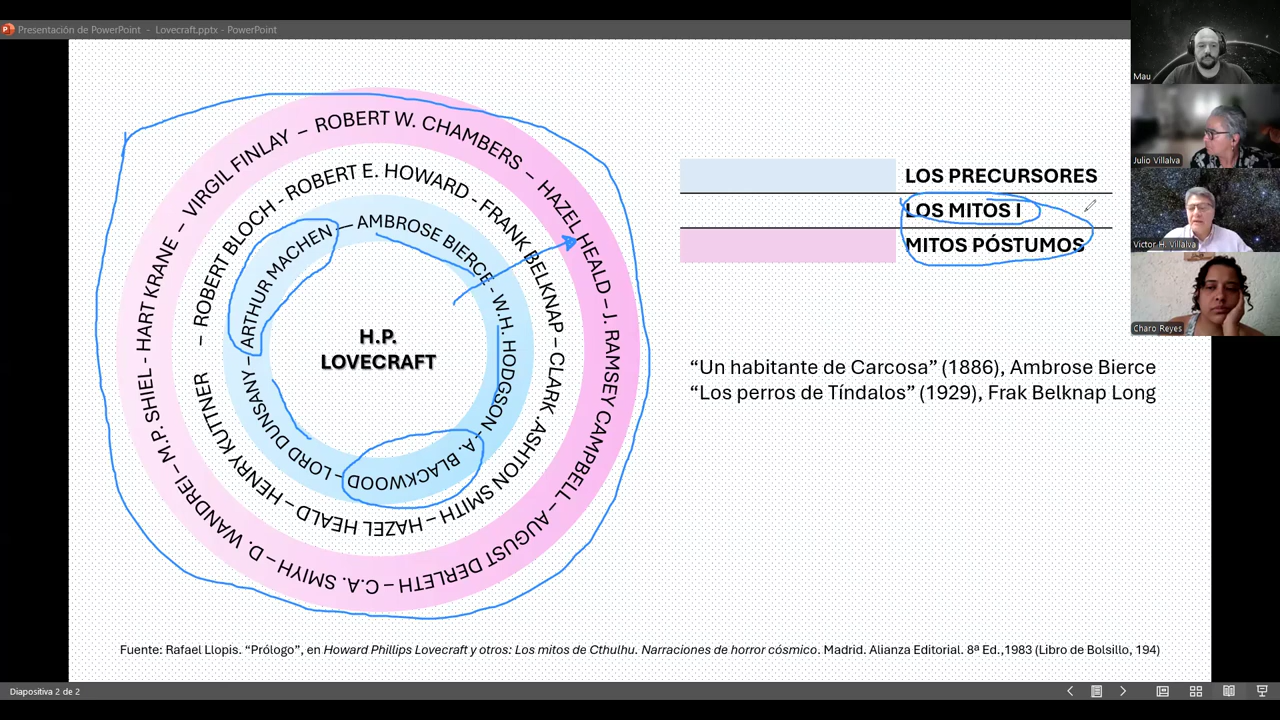 Presentación de PowerPoint - Lovecraft.pptx - PowerPoint
Mau
ROBERT W. CHAMBERS – HAZEL HEALD – J. RAMSEY CAMPBELL – AUGUST DERLETH – C.A. SMIYH – D. WANDREI – M.P. SHIEL - HART KRANE – VIRGIL FINLAY –
– ROBERT BLOCH - ROBERT E. HOWARD - FRANK BELKNAP – CLARK. ASHTON SMITH – HAZEL HEALD – HENRY KUTTNER
ARTHUR MACHEN – AMBROSE BIERCE - W.H. HODGSON – A. BLACKWOOD – LORD DUNSANY –
H.P.
LOVECRAFT
LOS PRECURSORES
LOS MITOS I
MITOS PÓSTUMOS
Julio Villalva
Victor H. Villalva
Charo Reyes
“Un habitante de Carcosa” (1886), Ambrose Bierce
“Los perros de Tíndalos” (1929), Frak Belknap Long
Fuente: Rafael Llopis. “Prólogo”, en Howard Phillips Lovecraft y otros: Los mitos de Cthulhu. Narraciones de horror cósmico. Madrid. Alianza Editorial. 8ª Ed.,1983 (Libro de Bolsillo, 194)
Diapositiva 2 de 2